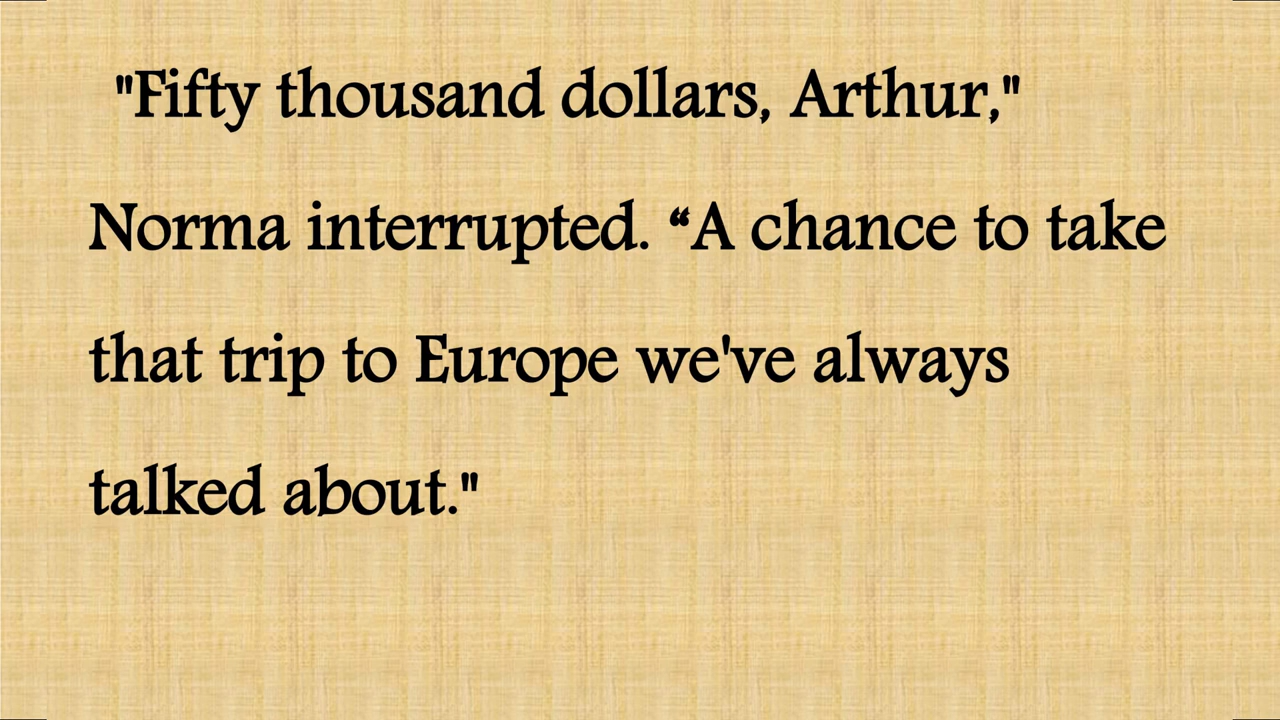 "Fifty thousand dollars, Arthur,"
Norma interrupted. “A chance to take
that trip to Europe we've always
talked about."